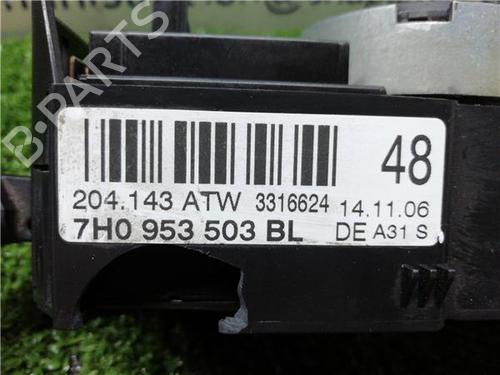 B-PARTS
48
204.143 ATW 3316624 14.11.06
7H0 953 503 BL DE A31 S